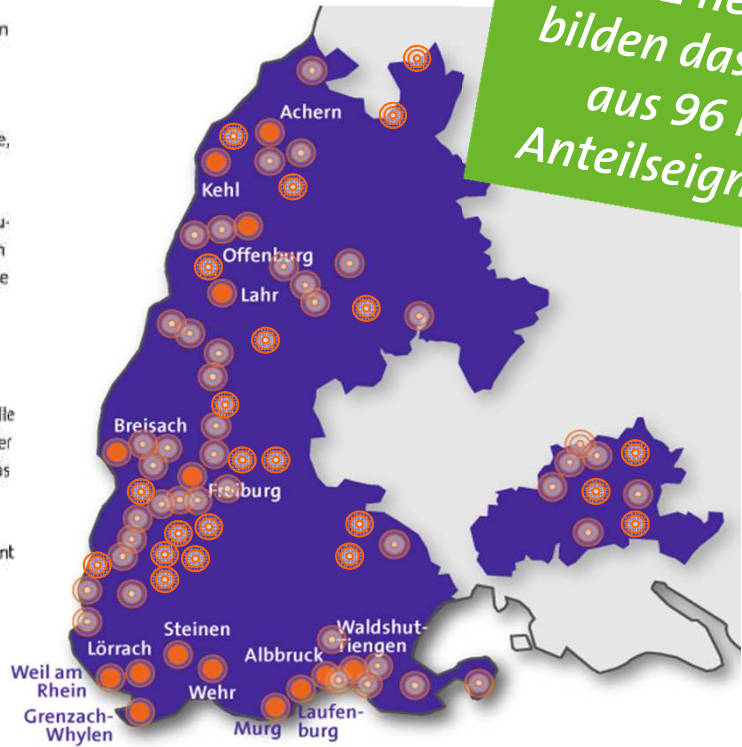 bilden das
aus 96
Anteilseign
Achern
Kehl
Offenburg
Lahr
Breisach
Freiburg
Waldshut-
Tiengen
Steinen
Lörrach
Albbruck
Weil am
Rhein
Wehr
Grenzach-
Whylen
Murg
Laufen-
burg